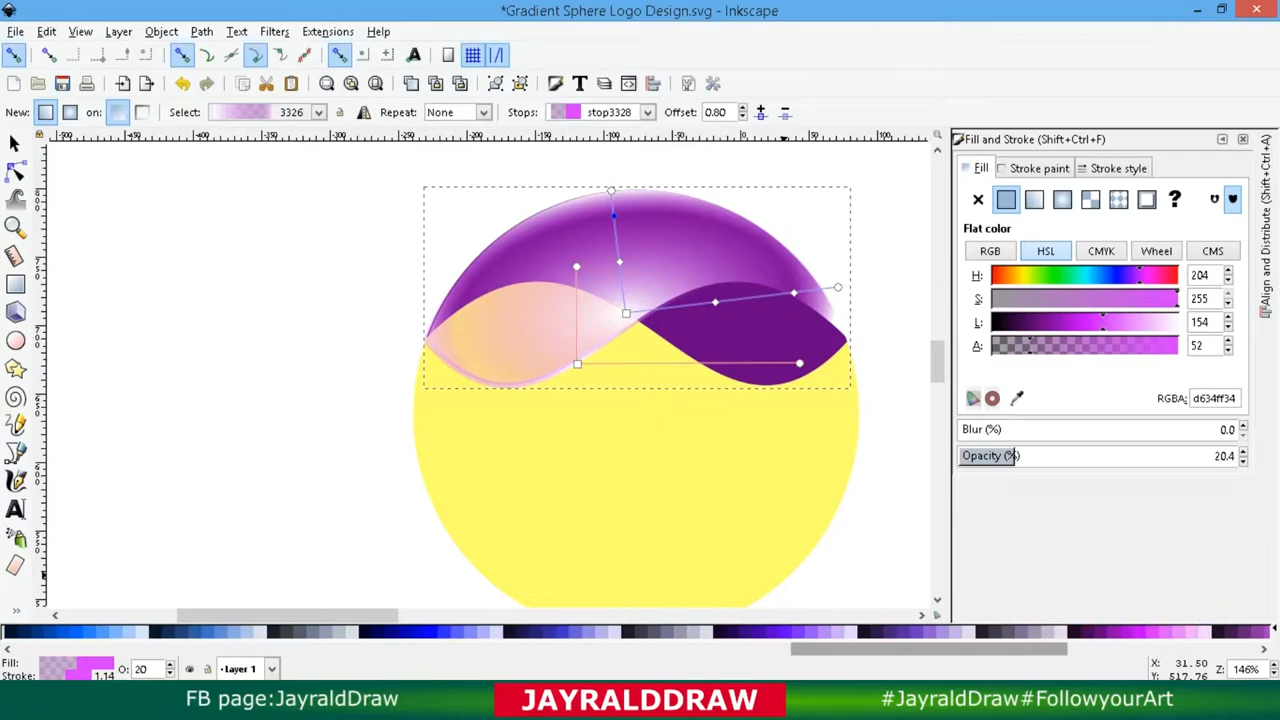 *Gradient Sphere Logo Design.svg - Inkscape
File Edit View Layer Object Path Text Filters Extensions Help
New: on: Select: 3326 Repeat: None Stops: stop3328 Offset: 0.80
Fill and Stroke (Shift+Ctrl+F)
Align and Distribute (Shift+Ctrl+A)
Fill Stroke paint Stroke style
Flat color
RGB HSL CMYK Wheel CMS
H: 204
S: 255
L: 154
A: 52
RGBA: d634ff34
Blur (%) 0.0
Opacity (%) 20.4
Fill: O: 20 Layer 1 X: 31.50 Z: 146%
Stroke: 1.14 Y: 517.76
FB page:JayraldDraw JAYRALDDRAW #JayraldDraw#FollowyourArt